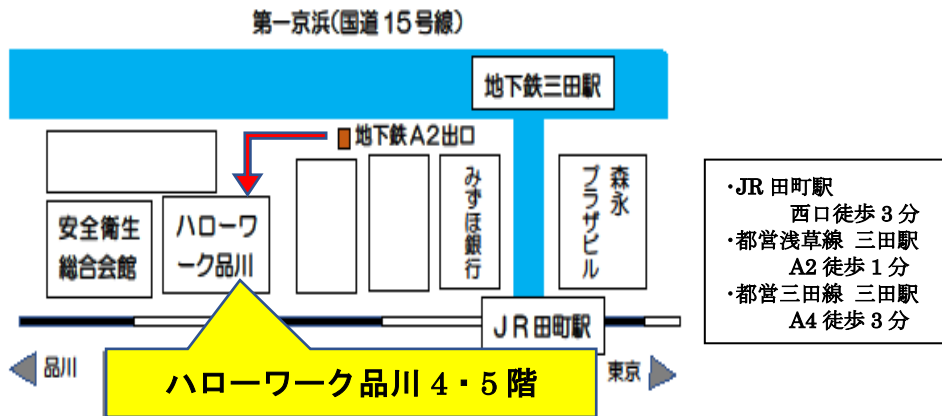 第一京浜(国道15号線)
地下鉄三田駅
地下鉄A2出口
安全衛生
総合会館
ハローワ
ーク品川
みずほ銀行
森永
プラザビル
JR田町駅
品川
東京
ハローワーク品川 4・5階
・JR 田町駅
西口徒歩 3 分
・都営浅草線 三田駅
A2 徒歩 1 分
・都営三田線 三田駅
A4 徒歩 3 分